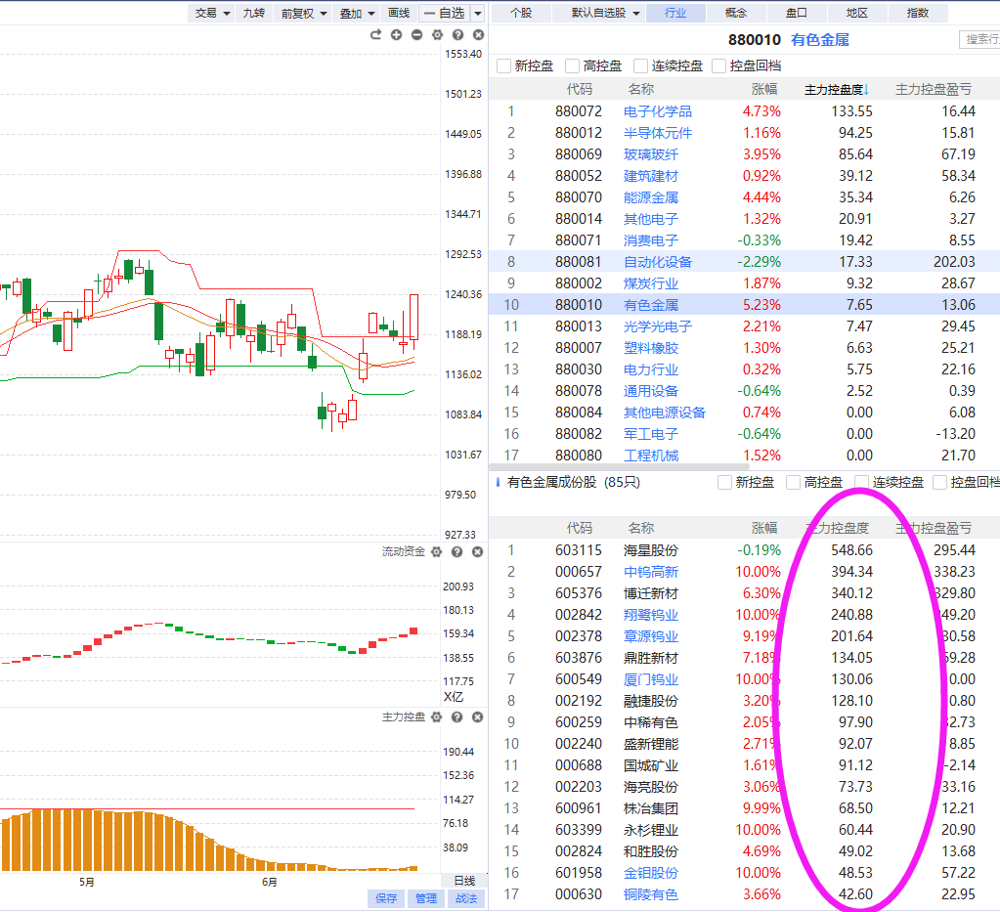 交易 九转 前复权 叠加 画线 一自选
1553.40
1501.23
1449.05
1396.88
1344.71
1292.53
1240.36
1188.19
1136.02
1083.84
1031.67
979.50
927.33
流动资金
200.93
180.13
159.34
138.55
117.75
X亿
主力控盘
190.44
152.36
114.27
76.18
38.09
5月 6月 日线
保存 管理 战法
个股 默认自选股 行业 概念 盘口 地区 指数
880010 有色金属 搜索行
新控盘 高控盘 连续控盘 控盘回档
代码 名称 涨幅 主力控盘度↓ 主力控盘盈亏
1 880072 电子化学品 4.73% 133.55 16.44
2 880012 半导体元件 1.16% 94.25 15.81
3 880069 玻璃玻纤 3.95% 85.64 67.19
4 880052 建筑建材 0.92% 39.12 58.34
5 880070 能源金属 4.44% 35.34 6.26
6 880014 其他电子 1.32% 20.91 3.27
7 880071 消费电子 -0.33% 19.42 8.55
8 880081 自动化设备 -2.29% 17.33 202.03
9 880002 煤炭行业 1.87% 9.32 28.67
10 880010 有色金属 5.23% 7.65 13.06
11 880013 光学光电子 2.21% 7.47 29.45
12 880007 塑料橡胶 1.30% 6.63 25.21
13 880030 电力行业 0.32% 5.75 22.16
14 880078 通用设备 -0.64% 2.52 0.39
15 880084 其他电源设备 0.74% 0.00 6.08
16 880082 军工电子 -0.64% 0.00 -13.20
17 880080 工程机械 1.52% 0.00 21.70
有色金属成份股 (85只) 新控盘 高控盘 连续控盘 控盘回档
代码 名称 涨幅 主力控盘度 主力控盘盈亏
1 603115 海星股份 -0.19% 548.66 295.44
2 000657 中钨高新 10.00% 394.34 338.23
3 605376 博迁新材 6.30% 340.12 329.80
4 002842 翔鹭钨业 10.00% 240.88 49.20
5 002378 章源钨业 9.19% 201.64 30.58
6 603876 鼎胜新材 7.18% 134.05 59.28
7 600549 厦门钨业 10.00% 130.06 0.00
8 002192 融捷股份 3.20% 128.10 0.80
9 600259 中稀有色 2.05% 97.90 2.73
10 002240 盛新锂能 2.71% 92.07 8.85
11 000688 国城矿业 1.61% 91.12 -2.14
12 002203 海亮股份 3.06% 73.73 33.16
13 600961 株冶集团 9.99% 68.50 12.21
14 603399 永杉锂业 10.00% 60.44 20.90
15 002824 和胜股份 4.69% 49.02 13.68
16 601958 金钼股份 10.00% 48.53 57.22
17 000630 铜陵有色 3.66% 42.60 22.95